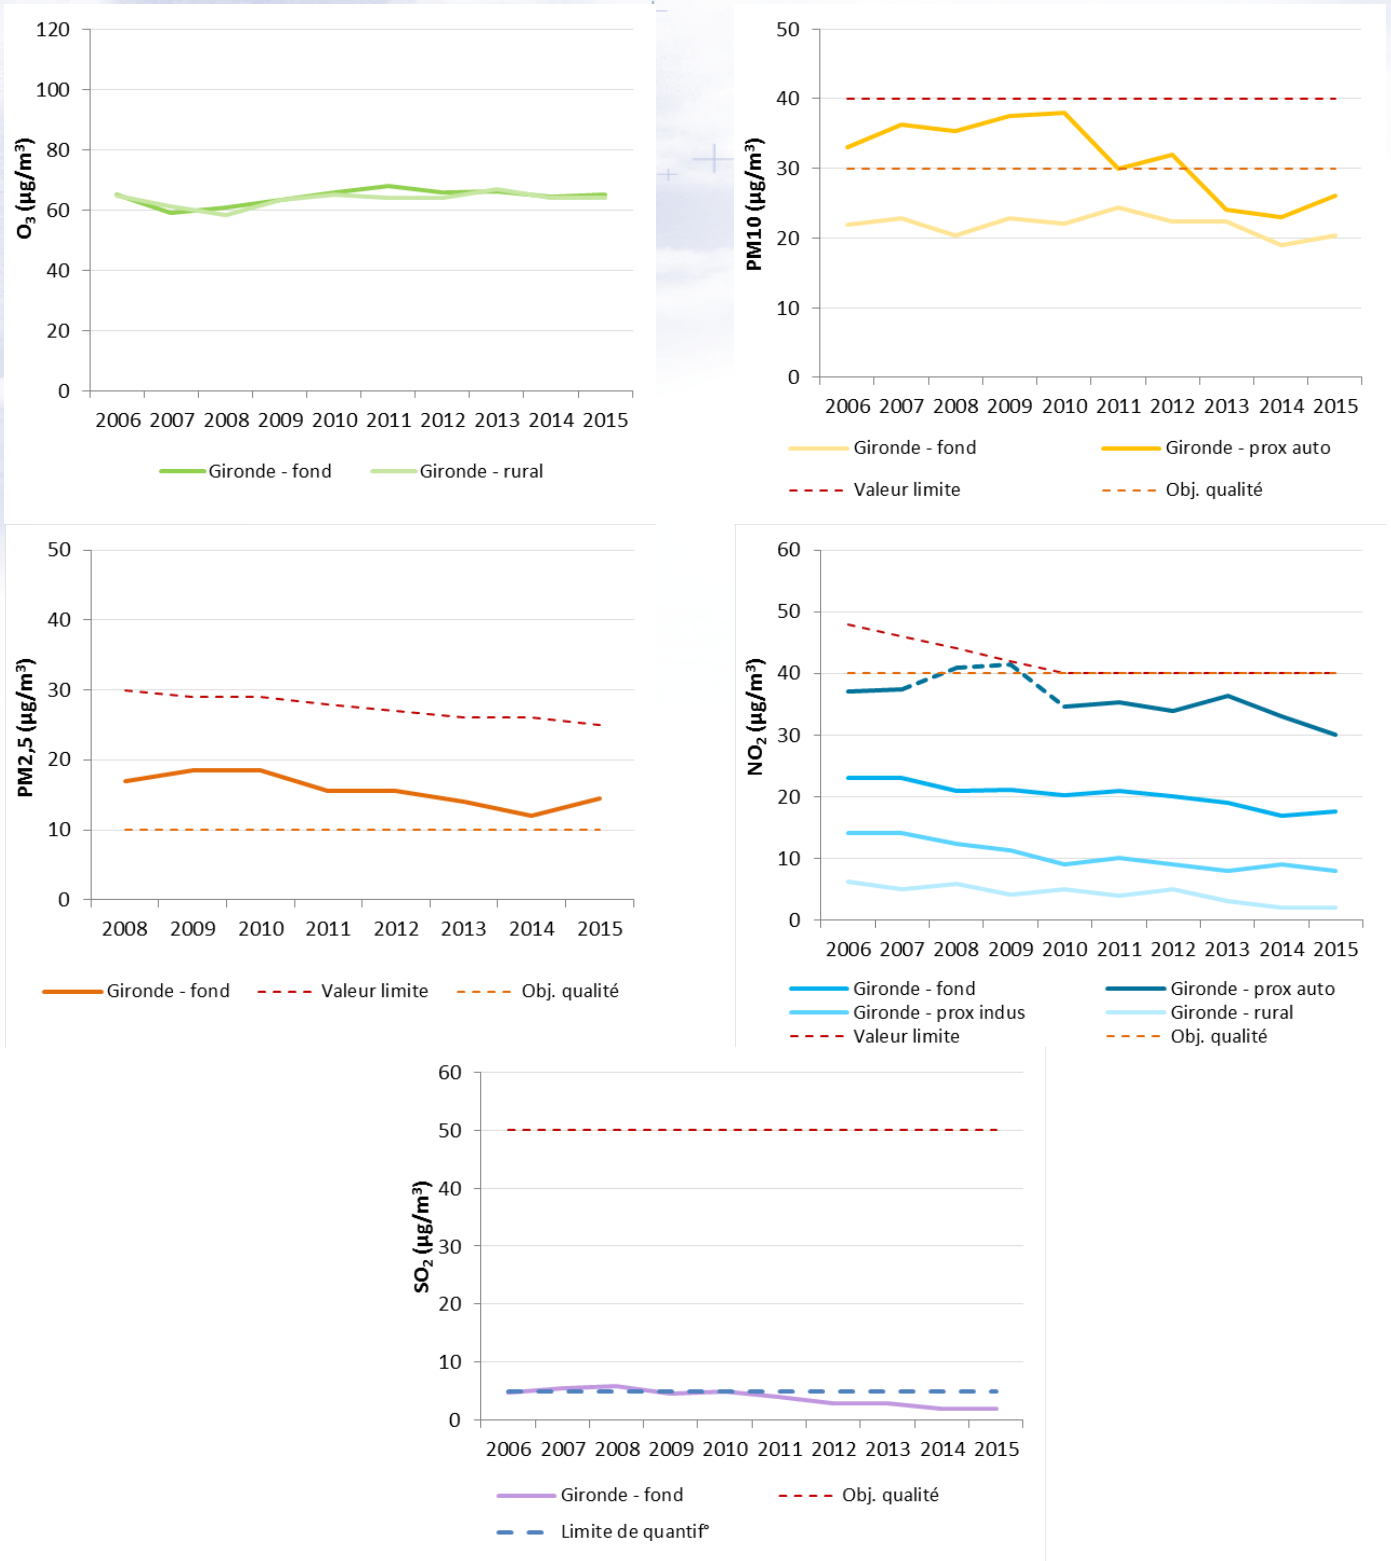 120
100
80
60
40
20
0
O₃ (µg/m³)
2006 2007 2008 2009 2010 2011 2012 2013 2014 2015
Gironde - fond Gironde - rural
50
40
30
20
10
0
PM10 (µg/m³)
2006 2007 2008 2009 2010 2011 2012 2013 2014 2015
Gironde - fond Gironde - prox auto
Valeur limite Obj. qualité
50
40
30
20
10
0
PM2,5 (µg/m³)
2008 2009 2010 2011 2012 2013 2014 2015
Gironde - fond Valeur limite Obj. qualité
60
50
40
30
20
10
0
NO₂ (µg/m³)
2006 2007 2008 2009 2010 2011 2012 2013 2014 2015
Gironde - fond Gironde - prox auto
Gironde - prox indus Gironde - rural
Valeur limite Obj. qualité
60
50
40
30
20
10
0
SO₂ (µg/m³)
2006 2007 2008 2009 2010 2011 2012 2013 2014 2015
Gironde - fond Obj. qualité
Limite de quantif°